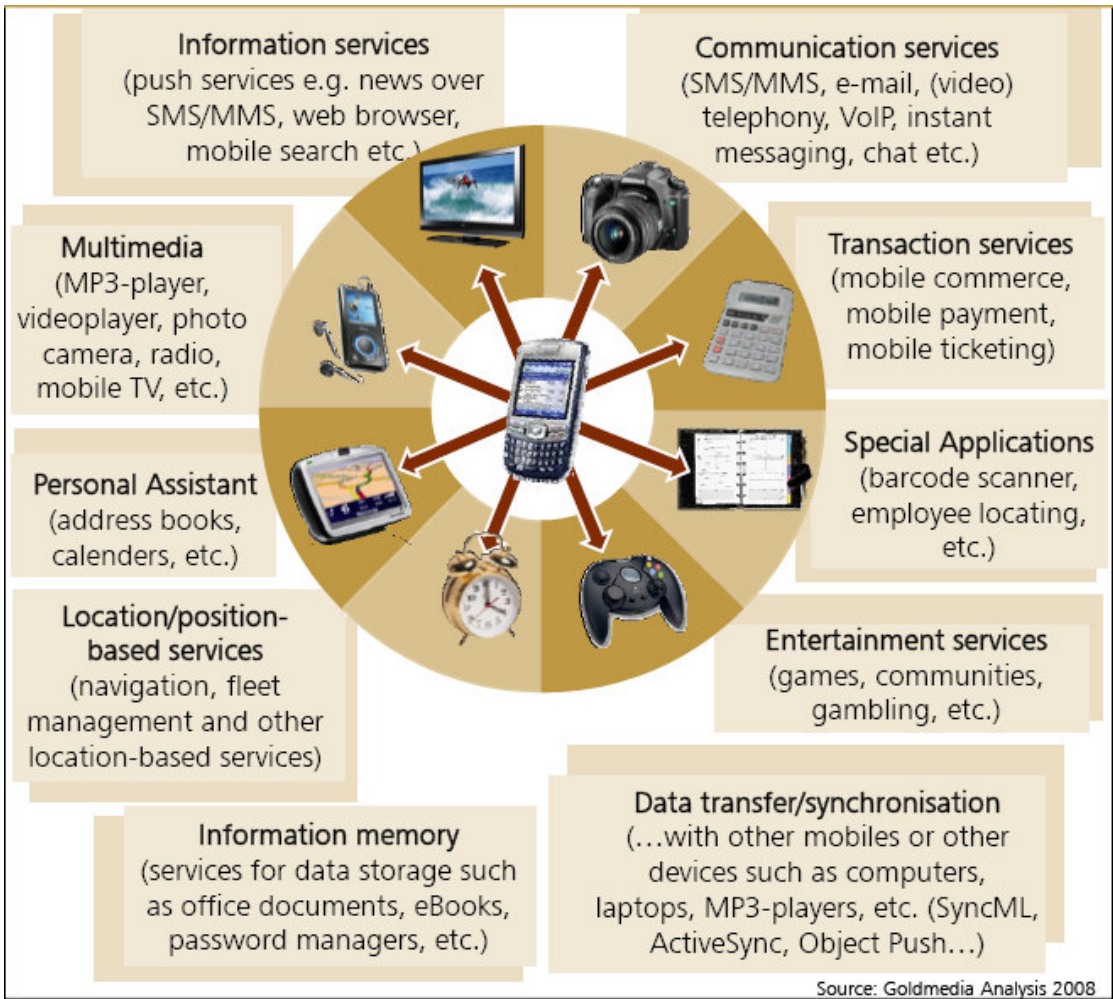 Information services
(push services e.g. news over
SMS/MMS, web browser,
mobile search etc.)
Communication services
(SMS/MMS, e-mail, (video)
telephony, VoIP, instant
messaging, chat etc.)
Multimedia
(MP3-player,
videoplayer, photo
camera, radio,
mobile TV, etc.)
Transaction services
(mobile commerce,
mobile payment,
mobile ticketing)
Personal Assistant
(address books,
calenders, etc.)
Special Applications
(barcode scanner,
employee locating,
etc.)
Location/position-
based services
(navigation, fleet
management and other
location-based services)
Entertainment services
(games, communities,
gambling, etc.)
Information memory
(services for data storage such
as office documents, eBooks,
password managers, etc.)
Data transfer/synchronisation
(…with other mobiles or other
devices such as computers,
laptops, MP3-players, etc. (SyncML,
ActiveSync, Object Push…)
Source: Goldmedia Analysis 2008